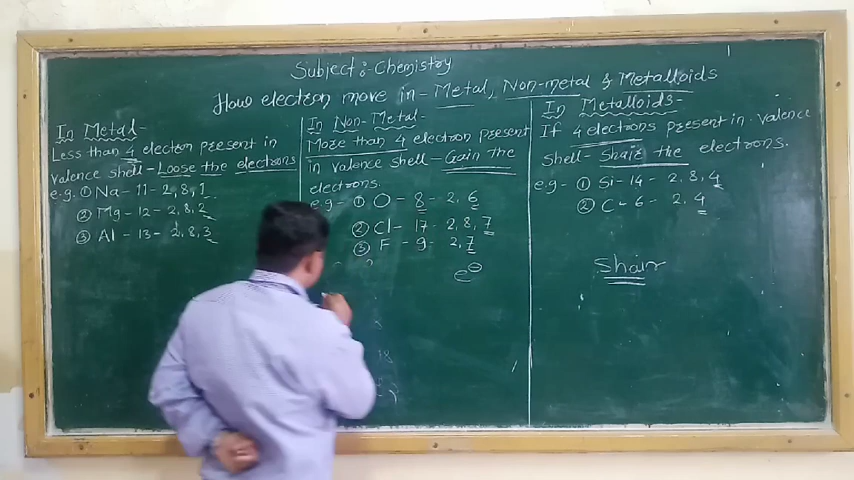 Subject:- Chemistry
How electron move in - Metal, Non-metal & Metalloids
In Metal-
Less than 4 electron present in
valence shell - Loose the electrons
e.g. ① Na - 11 - 2, 8, 1
② Mg - 12 - 2, 8, 2
③ Al - 13 - 2, 8, 3
In Non-Metal-
More than 4 electron present
in valence shell - Gain the
electrons.
e.g - ① O - 8 - 2, 6
② Cl - 17 - 2, 8, 7
③ F - 9 - 2, 7
e⊖
In Metalloids-
If 4 electrons present in valence
shell - Shair the electrons.
e.g - ① Si - 14 - 2, 8, 4
② C - 6 - 2, 4
Shair